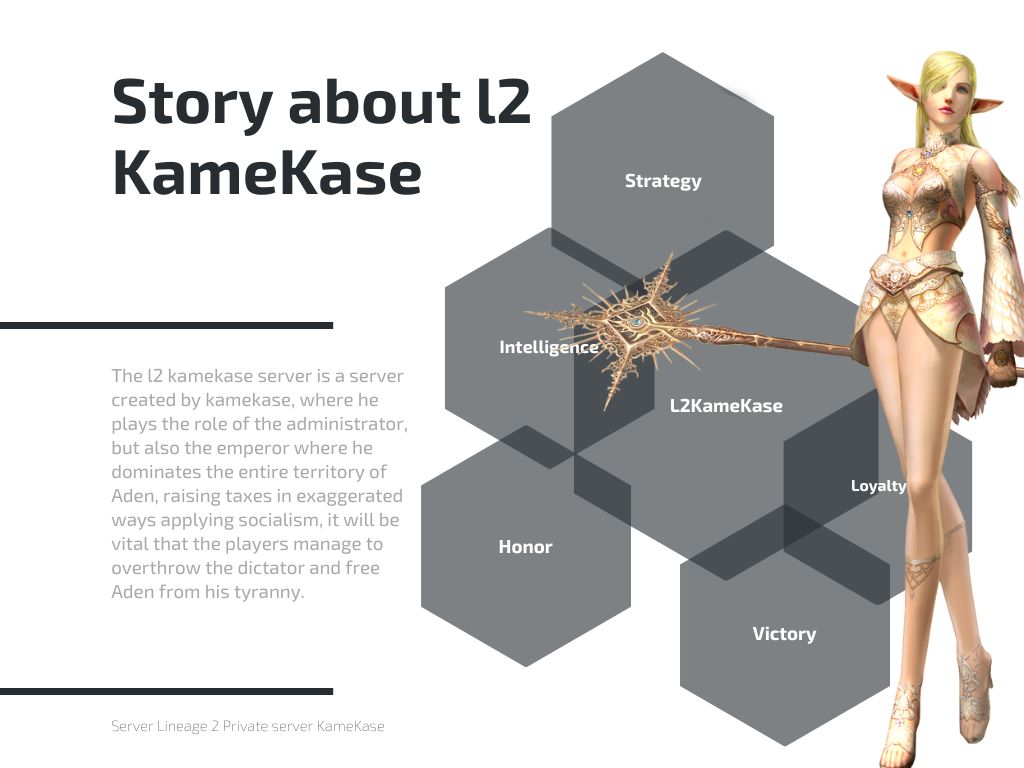 Story about l2
KameKase
Strategy
Intelligence
L2KameKase
Loyalty
Honor
Victory
The l2 kamekase server is a server
created by kamekase, where he
plays the role of the administrator,
but also the emperor where he
dominates the entire territory of
Aden, raising taxes in exaggerated
ways applying socialism, it will be
vital that the players manage to
overthrow the dictator and free
Aden from his tyranny.
Server Lineage 2 Private server KameKase